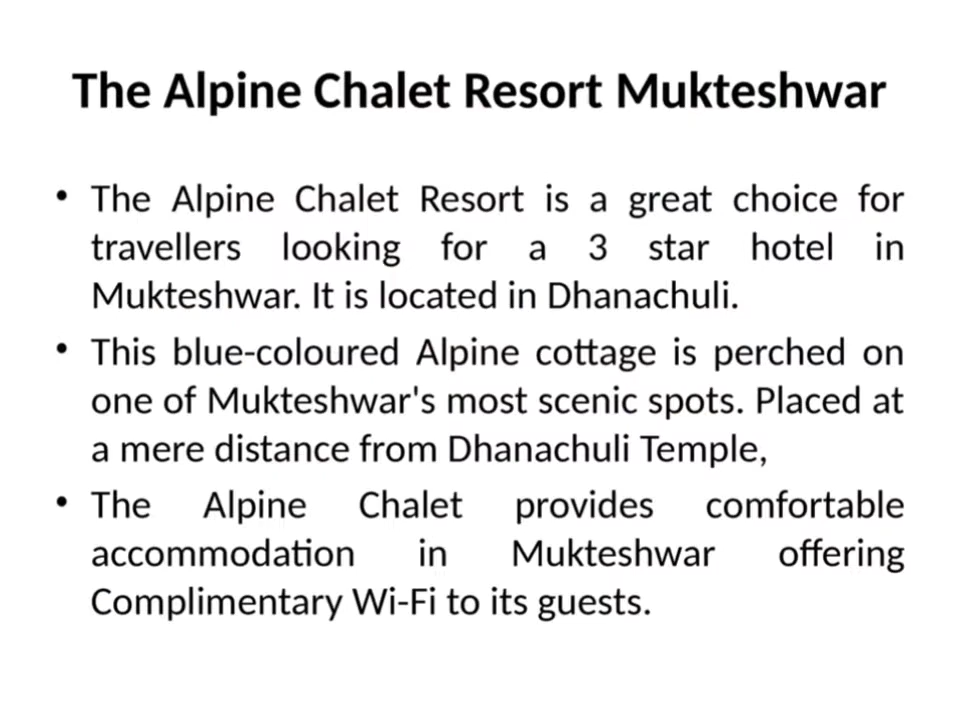 The Alpine Chalet Resort Mukteshwar
• The Alpine Chalet Resort is a great choice for
travellers looking for a 3 star hotel in
Mukteshwar. It is located in Dhanachuli.
• This blue-coloured Alpine cottage is perched on
one of Mukteshwar's most scenic spots. Placed at
a mere distance from Dhanachuli Temple,
• The Alpine Chalet provides comfortable
accommodation in Mukteshwar offering
Complimentary Wi-Fi to its guests.